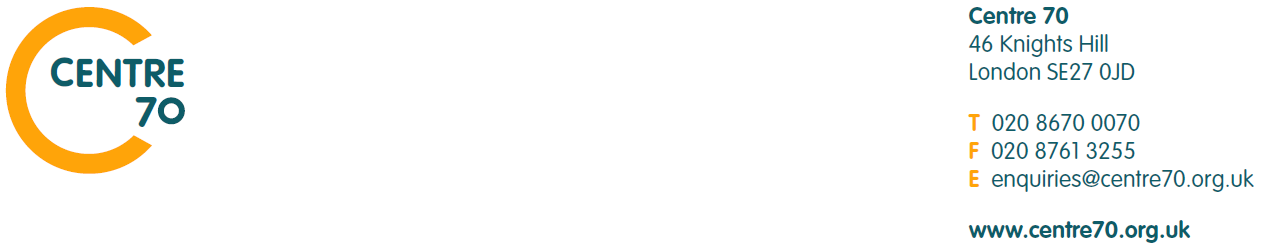 CENTRE
70
Centre 70
46 Knights Hill
London SE27 0JD
T 020 8670 0070
F 020 8761 3255
E enquiries@centre70.org.uk
www.centre70.org.uk